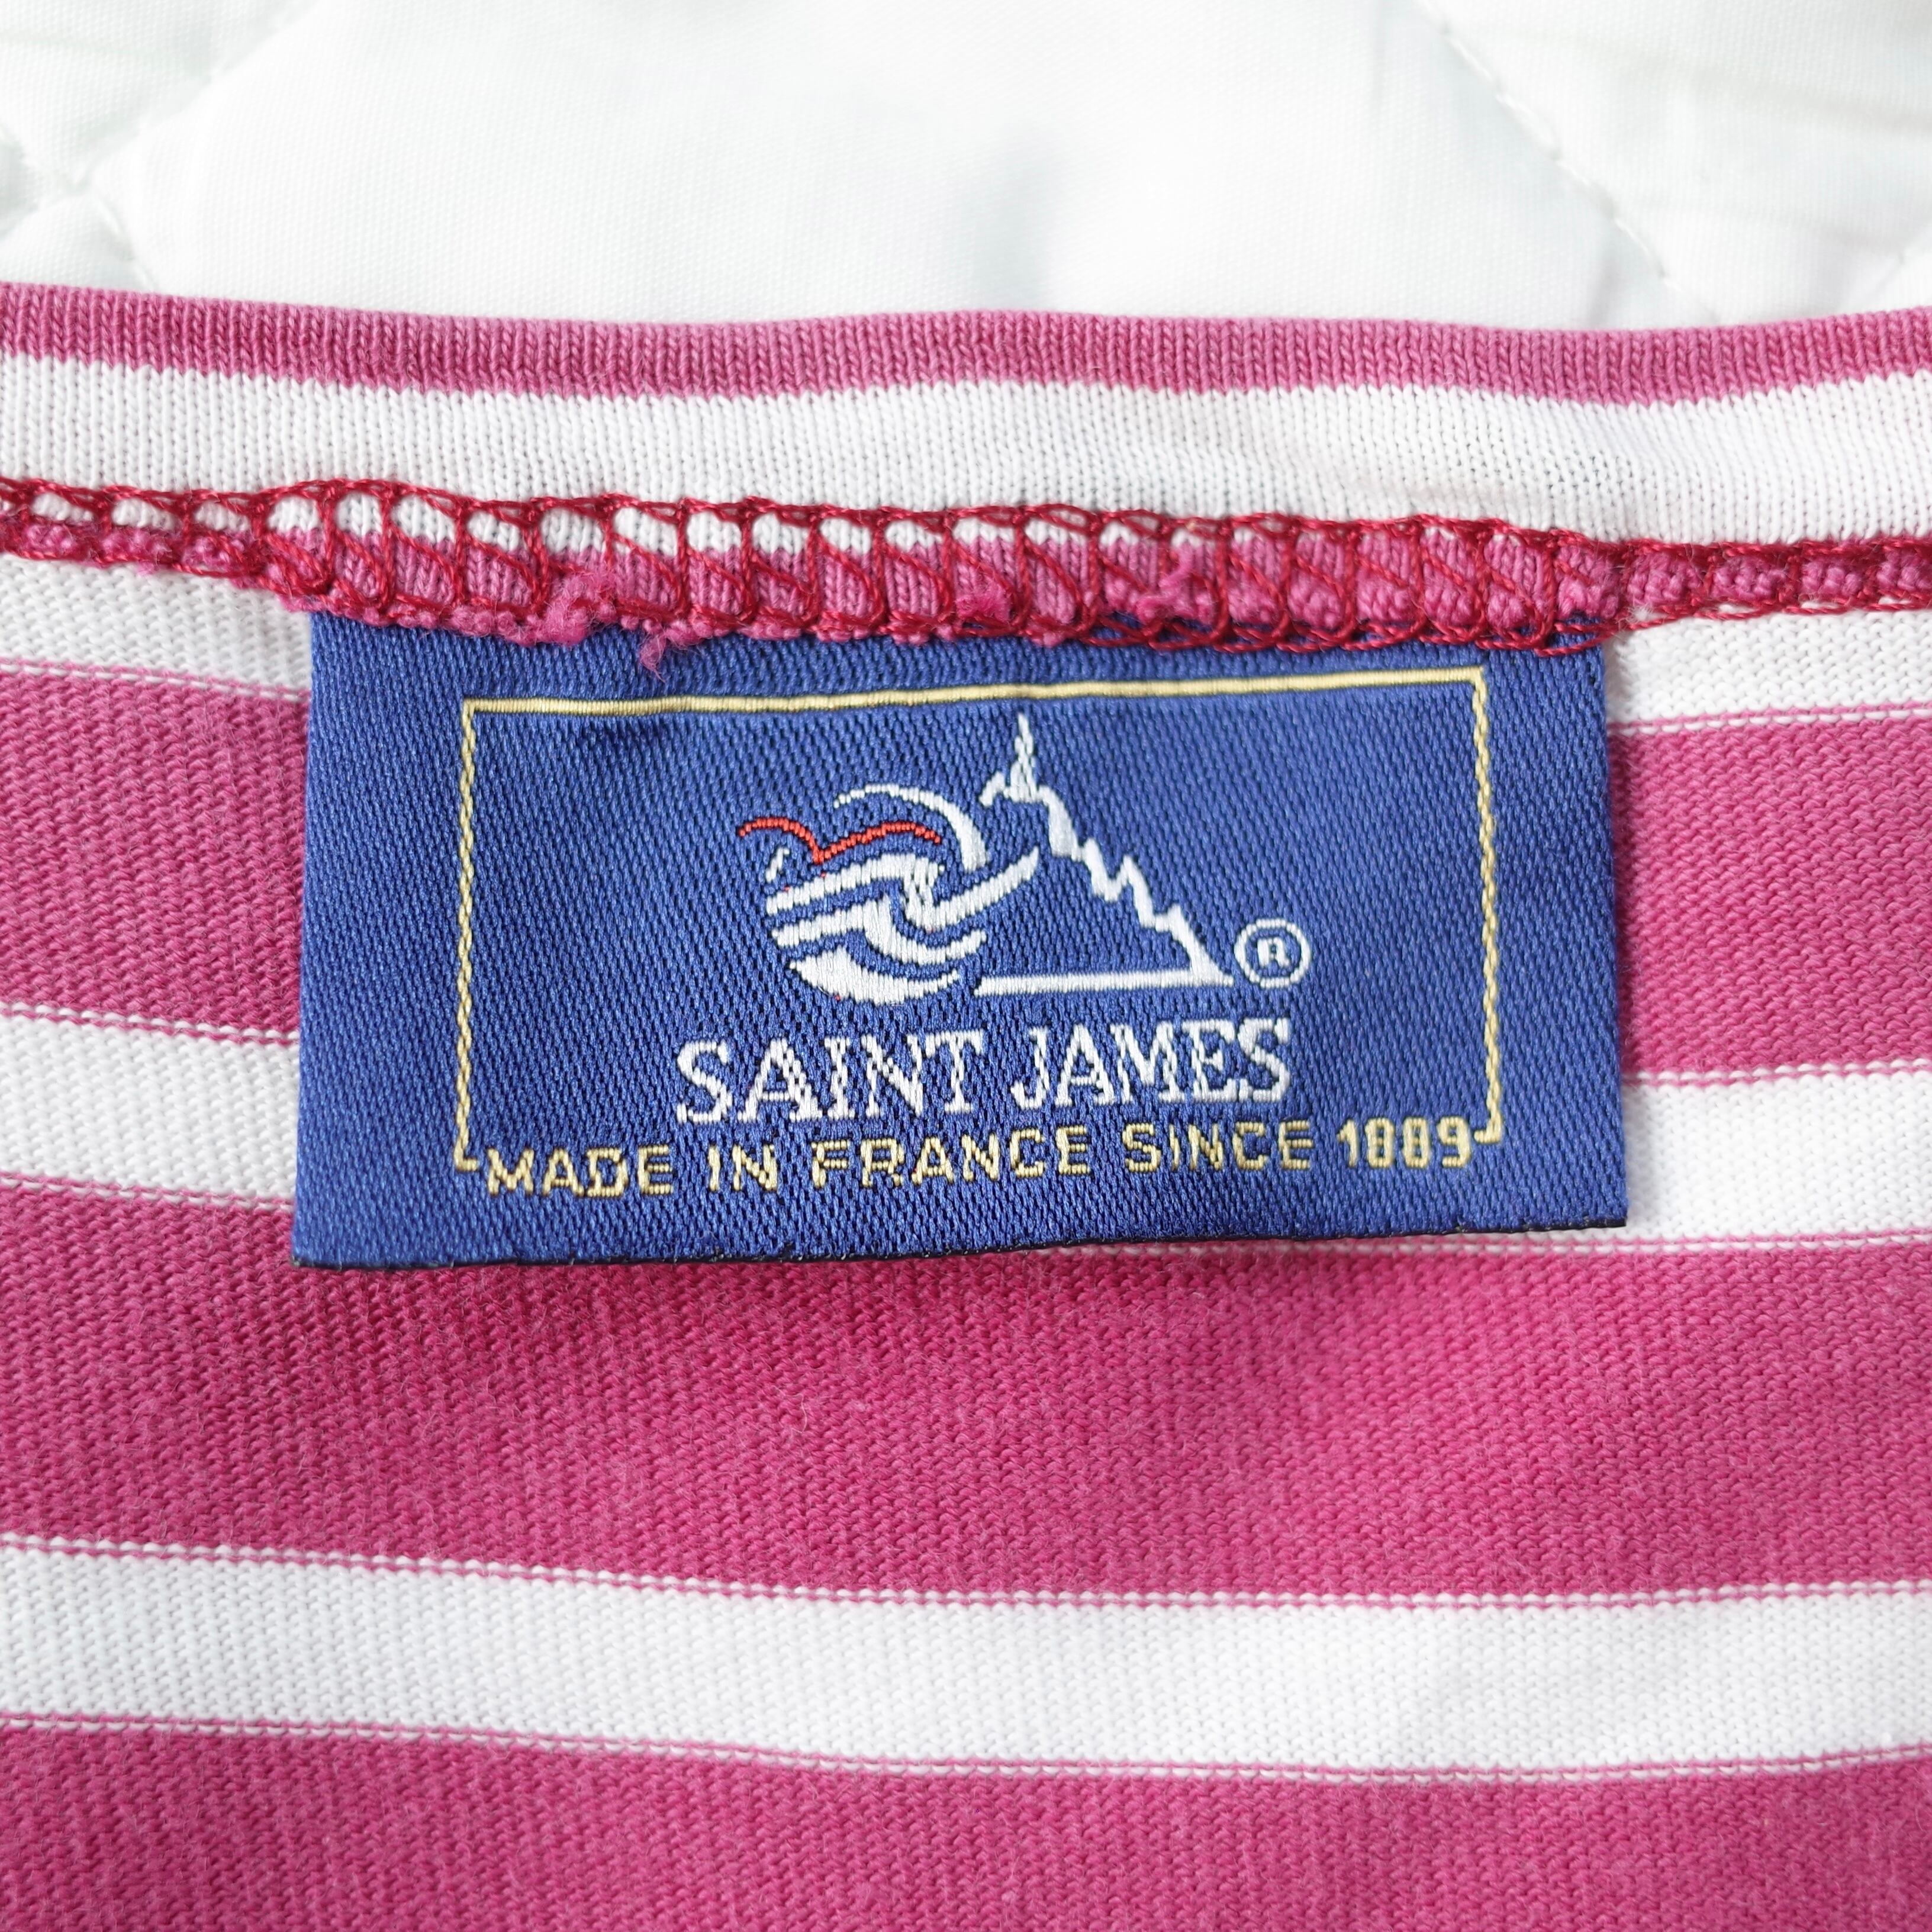 ®
SAINT JAMES
MADE IN FRANCE SINCE 1889